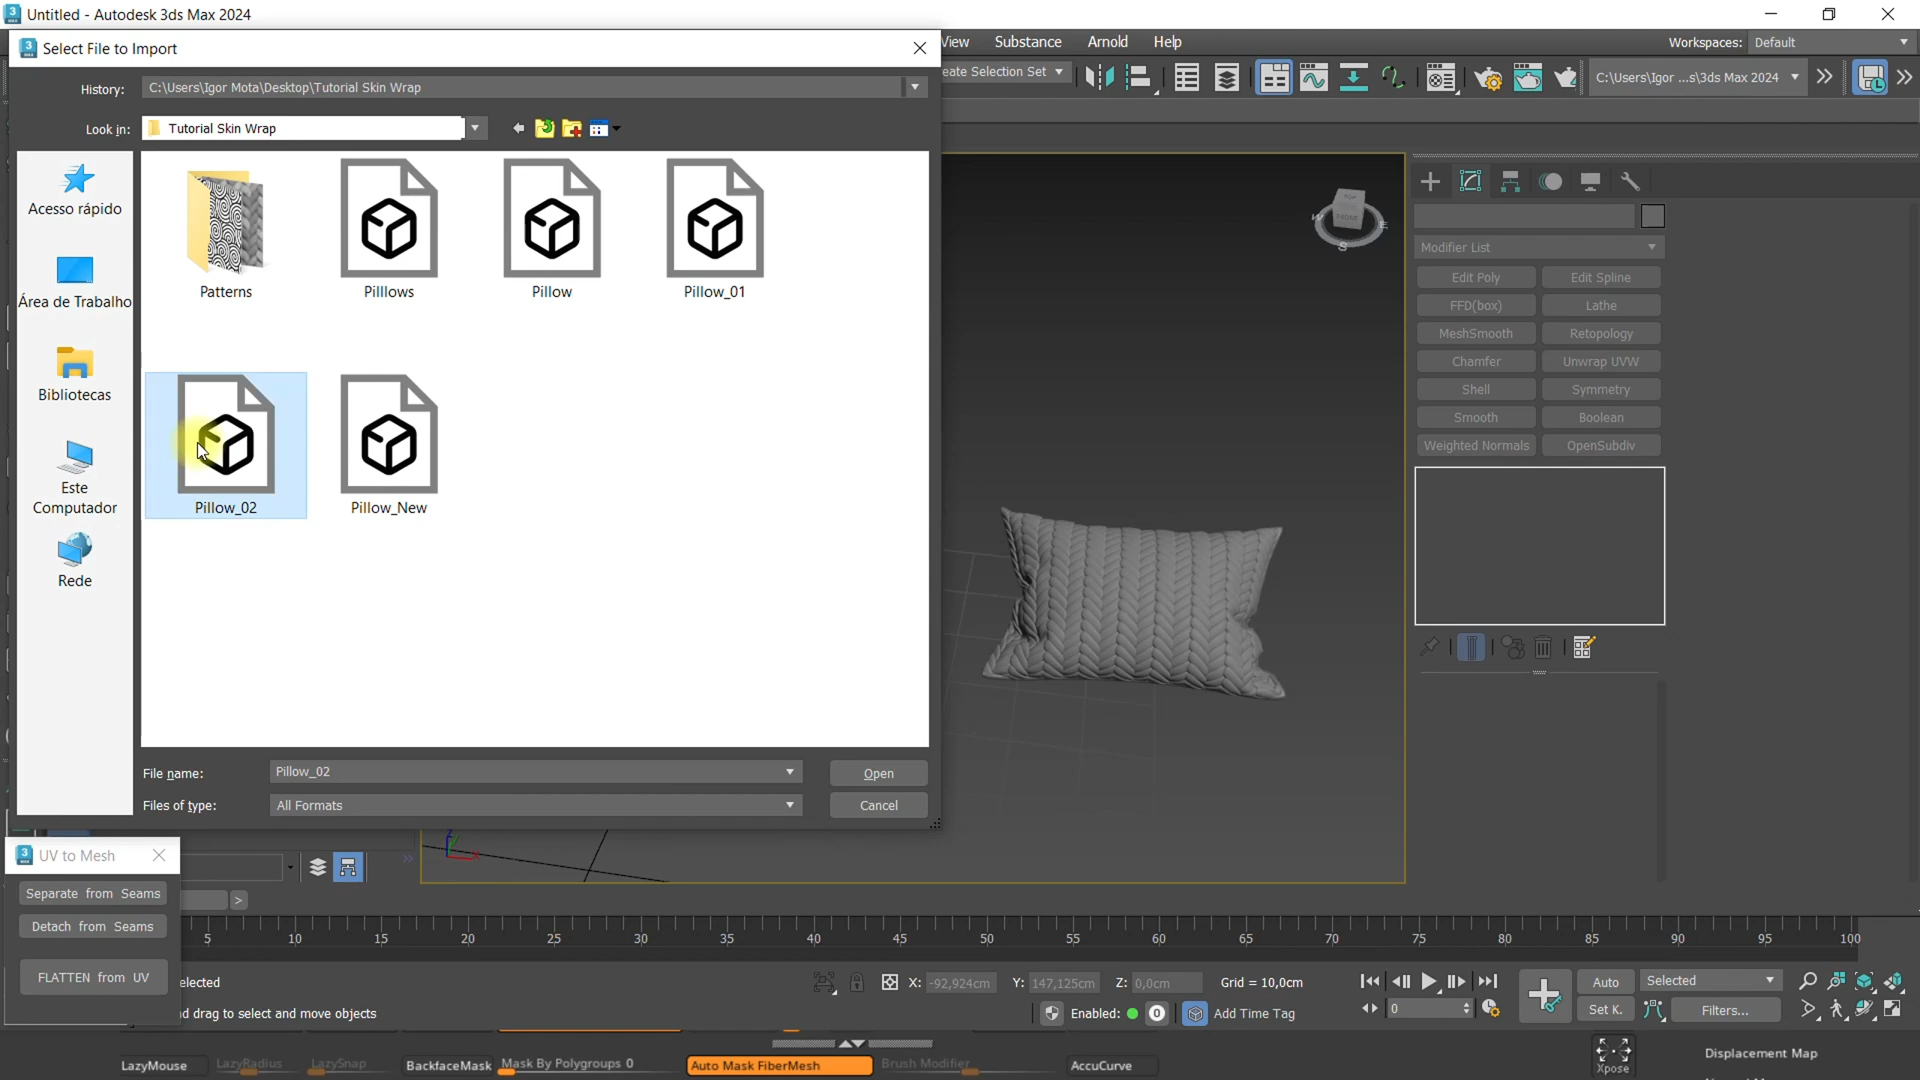 Untitled - Autodesk 3ds Max 2024
Select File to Import
View Substance Arnold Help
Workspaces: Default
History: C:\Users\Igor Mota\Desktop\Tutorial Skin Wrap
eate Selection Set
C:\Users\Igor ...s\3ds Max 2024
Look in: Tutorial Skin Wrap
Acesso rápido
Área de Trabalho
Bibliotecas
Este
Computador
Rede
Patterns
Pilllows
Pillow
Pillow_01
Pillow_02
Pillow_New
TOP
FRONT
W
E
S
Modifier List
Edit Poly Edit Spline
FFD(box) Lathe
MeshSmooth Retopology
Chamfer Unwrap UVW
Shell Symmetry
Smooth Boolean
Weighted Normals OpenSubdiv
File name: Pillow_02 Open
Files of type: All Formats Cancel
UV to Mesh
Separate from Seams
Detach from Seams
FLATTEN from UV
>
5 10 15 20 25 30 35 40 45 50 55 60 65 70 75 80 85 90 95 100
elected
X: -92,924cm Y: 147,125cm Z: 0,0cm Grid = 10,0cm
Auto Selected
d drag to select and move objects
Enabled: 0 Add Time Tag
0
Set K. Filters...
LazyMouse LazyRadius LazySnap BackfaceMask Mask By Polygroups 0 Auto Mask FiberMesh Brush Modifier AccuCurve
Xpose
Displacement Map